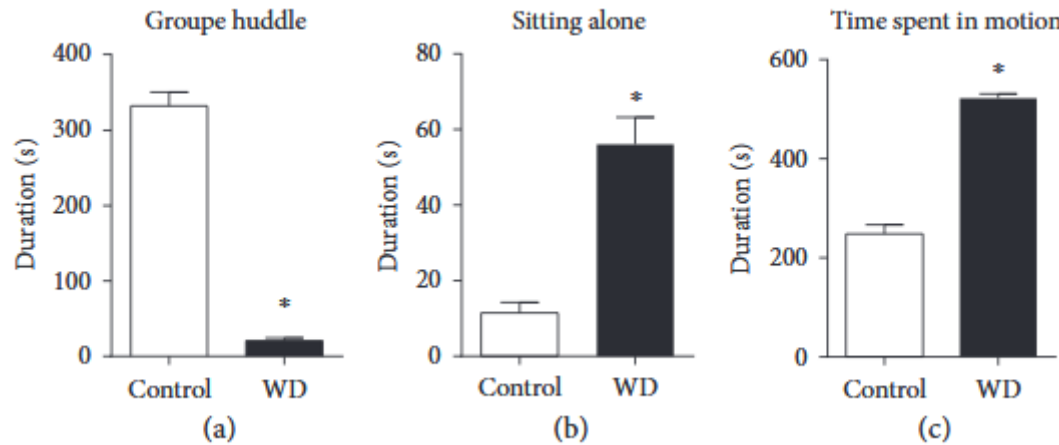 Groupe huddle
400
300
200
100
0
Duration (s)
*
Control WD
(a)
Sitting alone
80
60
40
20
0
Duration (s)
*
Control WD
(b)
Time spent in motion
600
400
200
0
Duration (s)
*
Control WD
(c)